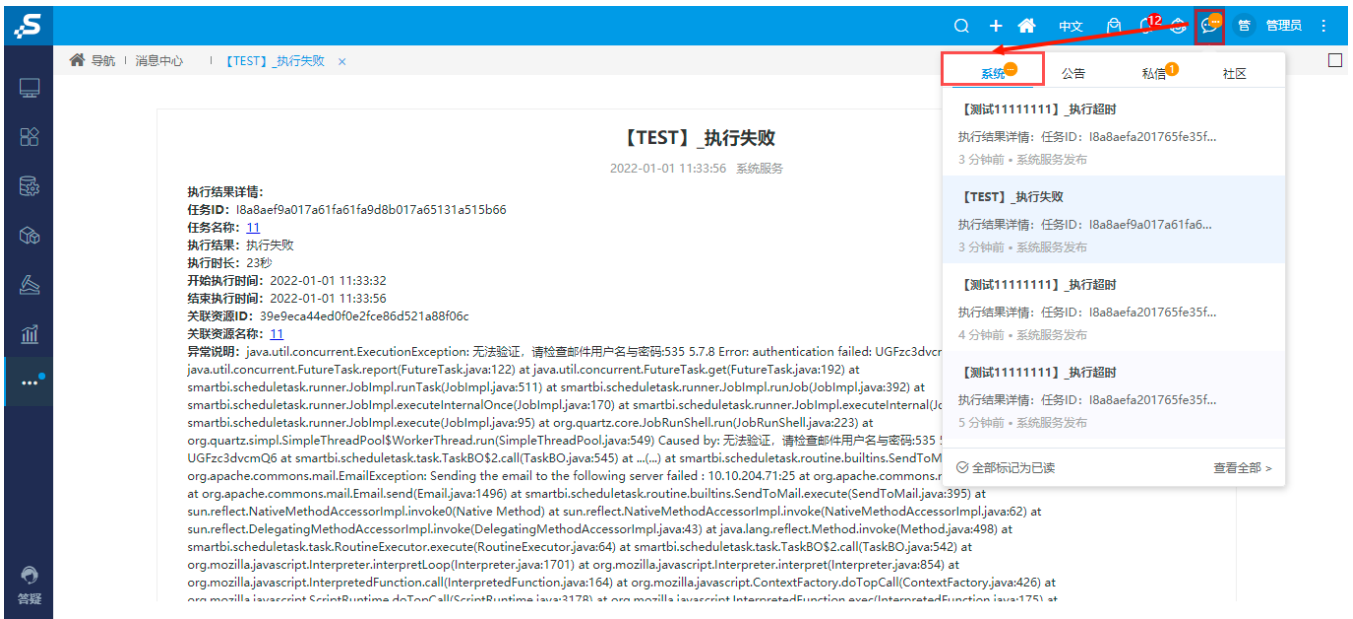 S
12
中文
管
管理员
导航
消息中心
【TEST】_执行失败 ×
系统
公告
私信 1
社区
【TEST】_执行失败
2022-01-01 11:33:56 系统服务
执行结果详情:
任务ID: I8a8aef9a017a61fa61fa9d8b017a65131a515b66
任务名称: 11
执行结果: 执行失败
执行时长: 23秒
开始执行时间: 2022-01-01 11:33:32
结束执行时间: 2022-01-01 11:33:56
关联资源ID: 39e9eca44ed0f0e2fce86d521a88f06c
关联资源名称: 11
异常说明: java.util.concurrent.ExecutionException: 无法验证，请检查邮件用户名与密码:535 5.7.8 Error: authentication failed: UGFzc3dvcr
java.util.concurrent.FutureTask.report(FutureTask.java:122) at java.util.concurrent.FutureTask.get(FutureTask.java:192) at
smartbi.scheduletask.runner.JobImpl.runTask(JobImpl.java:511) at smartbi.scheduletask.runner.JobImpl.runJob(JobImpl.java:392) at
smartbi.scheduletask.runner.JobImpl.executeInternalOnce(JobImpl.java:170) at smartbi.scheduletask.runner.JobImpl.executeInternal(Jc
smartbi.scheduletask.runner.JobImpl.execute(JobImpl.java:95) at org.quartz.core.JobRunShell.run(JobRunShell.java:223) at
org.quartz.simpl.SimpleThreadPool$WorkerThread.run(SimpleThreadPool.java:549) Caused by: 无法验证，请检查邮件用户名与密码:535
UGFzc3dvcmQ6 at smartbi.scheduletask.task.TaskBO$2.call(TaskBO.java:545) at ...(...) at smartbi.scheduletask.routine.builtins.SendToM
org.apache.commons.mail.EmailException: Sending the email to the following server failed : 10.10.204.71:25 at org.apache.commons.r
at org.apache.commons.mail.Email.send(Email.java:1496) at smartbi.scheduletask.routine.builtins.SendToMail.execute(SendToMail.java:395) at
sun.reflect.NativeMethodAccessorImpl.invoke0(Native Method) at sun.reflect.NativeMethodAccessorImpl.invoke(NativeMethodAccessorImpl.java:62) at
sun.reflect.DelegatingMethodAccessorImpl.invoke(DelegatingMethodAccessorImpl.java:43) at java.lang.reflect.Method.invoke(Method.java:498) at
smartbi.scheduletask.task.RoutineExecutor.execute(RoutineExecutor.java:64) at smartbi.scheduletask.task.TaskBO$2.call(TaskBO.java:542) at
org.mozilla.javascript.Interpreter.interpretLoop(Interpreter.java:1701) at org.mozilla.javascript.Interpreter.interpret(Interpreter.java:854) at
org.mozilla.javascript.InterpretedFunction.call(InterpretedFunction.java:164) at org.mozilla.javascript.ContextFactory.doTopCall(ContextFactory.java:426) at
org.mozilla.javascript.ScriptRuntime.doTopCall(ScriptRuntime.java:3178) at org.mozilla.javascript.InterpretedFunction.exec(InterpretedFunction.java:175) at
【测试11111111】_执行超时
执行结果详情: 任务ID: I8a8aefa201765fe35f...
3 分钟前 • 系统服务发布
【TEST】_执行失败
执行结果详情: 任务ID: I8a8aef9a017a61fa6...
3 分钟前 • 系统服务发布
【测试11111111】_执行超时
执行结果详情: 任务ID: I8a8aefa201765fe35f...
4 分钟前 • 系统服务发布
【测试11111111】_执行超时
执行结果详情: 任务ID: I8a8aefa201765fe35f...
5 分钟前 • 系统服务发布
全部标记为已读
查看全部 >
答疑